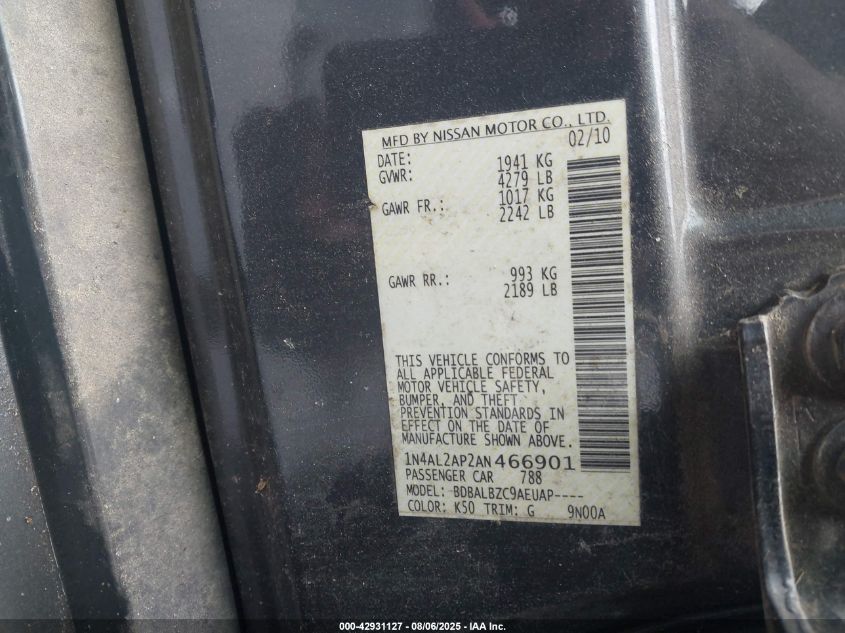 MFD BY NISSAN MOTOR CO., LTD.
DATE: 02/10
GVWR: 1941 KG
4279 LB
GAWR FR.: 1017 KG
2242 LB
GAWR RR.: 993 KG
2189 LB
THIS VEHICLE CONFORMS TO
ALL APPLICABLE FEDERAL
MOTOR VEHICLE SAFETY,
BUMPER, AND THEFT
PREVENTION STANDARDS IN
EFFECT ON THE DATE OF
MANUFACTURE SHOWN ABOVE.
1N4AL2AP2AN466901
PASSENGER CAR 788
MODEL: BDBALBZC9AEUAP----
COLOR: K50 TRIM: G 9N00A
000-42931127 - 08/06/2025 - IAA Inc.